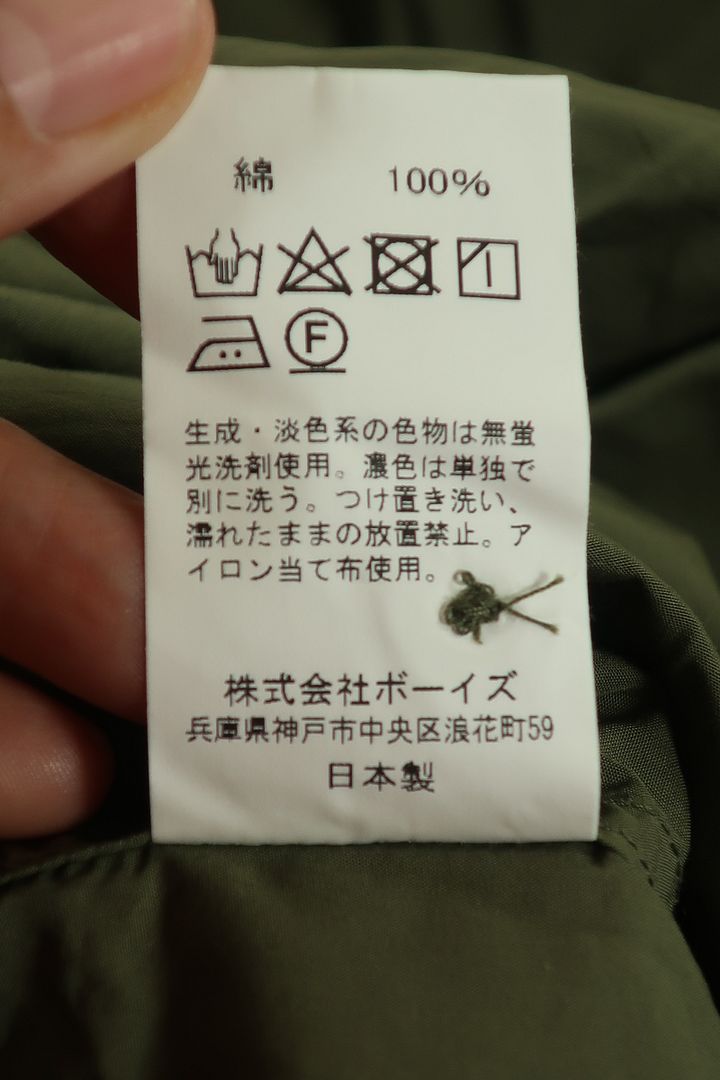 綿 100%
F
生成・淡色系の色物は無蛍
光洗剤使用。濃色は単独で
別に洗う。つけ置き洗い、
濡れたままの放置禁止。ア
イロン当て布使用。
株式会社ボーイズ
兵庫県神戸市中央区浪花町59
日本製